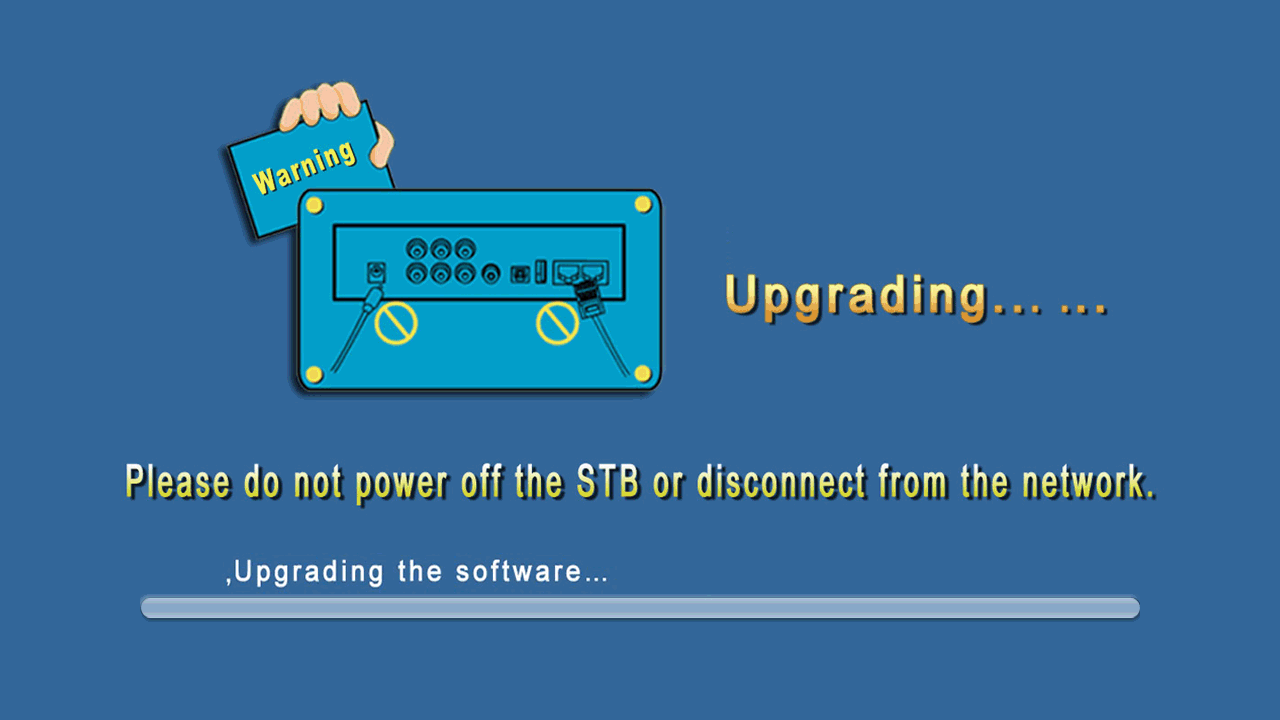 Warning
Upgrading... ...
Please do not power off the STB or disconnect from the network.
,Upgrading the software...